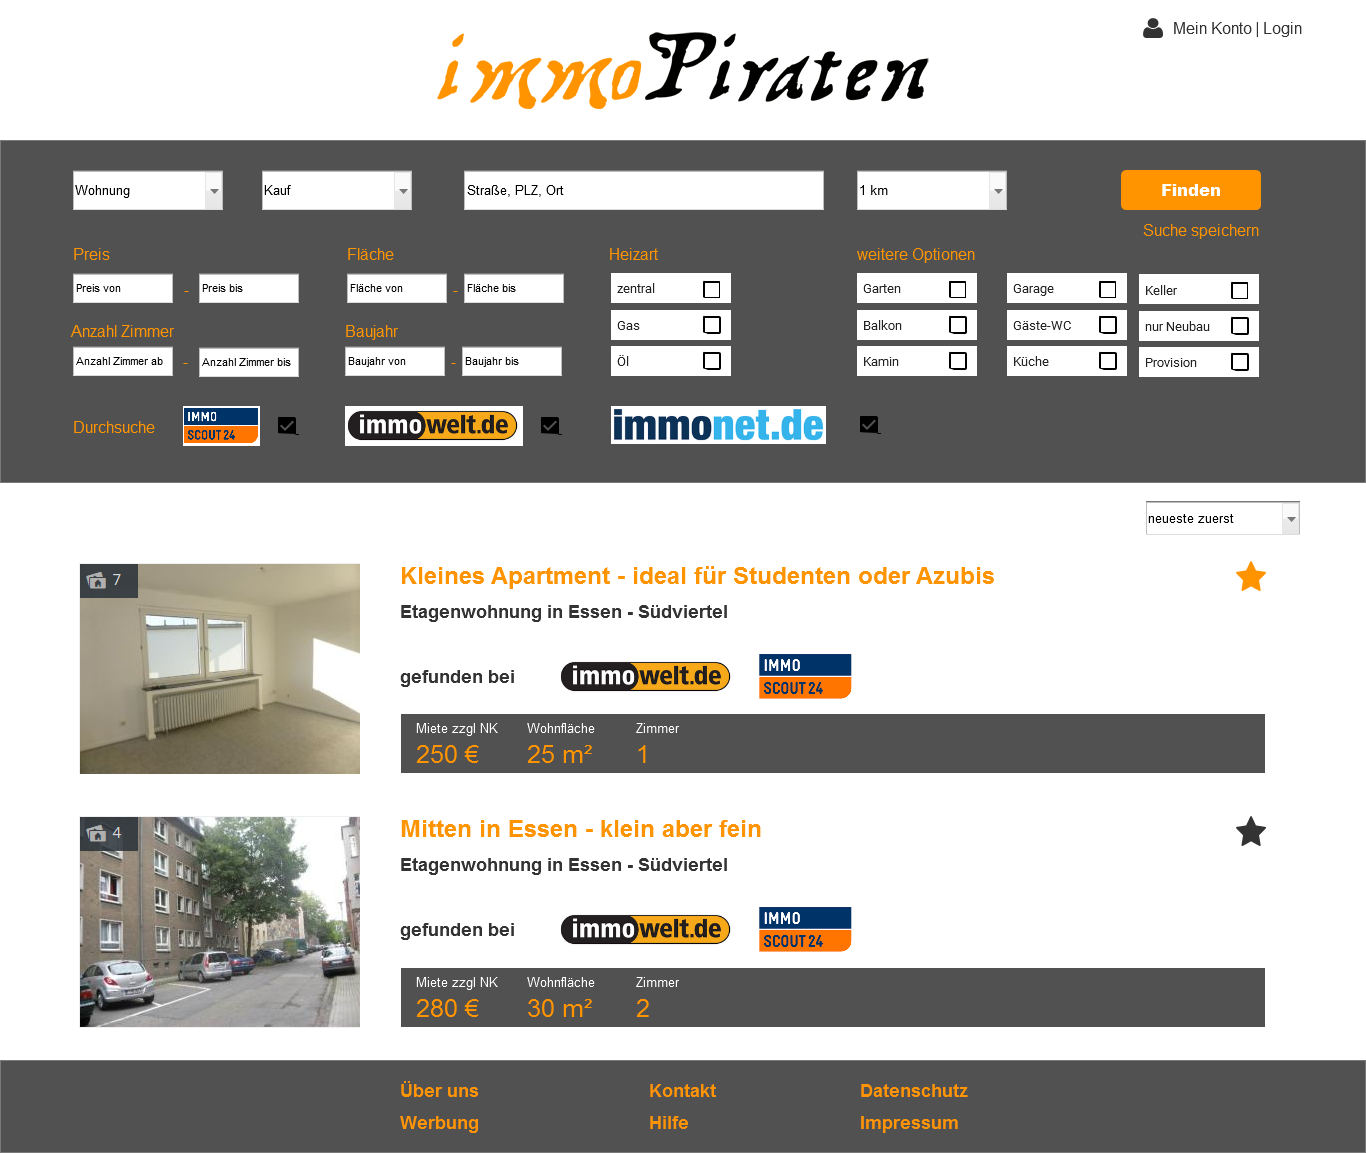 Mein Konto | Login
immoPiraten
Wohnung Kauf Straße, PLZ, Ort 1 km Finden
Suche speichern
Preis Fläche Heizart weitere Optionen
Preis von - Preis bis Fläche von - Fläche bis zentral Garten Garage Keller
Gas Balkon Gäste-WC nur Neubau
Anzahl Zimmer Baujahr
Anzahl Zimmer ab - Anzahl Zimmer bis Baujahr von - Baujahr bis Öl Kamin Küche Provision
Durchsuche IMMO SCOUT24 immowelt.de immonet.de
neueste zuerst
7
Kleines Apartment - ideal für Studenten oder Azubis
Etagenwohnung in Essen - Südviertel
gefunden bei immowelt.de IMMO SCOUT24
Miete zzgl NK Wohnfläche Zimmer
250 € 25 m² 1
4
Mitten in Essen - klein aber fein
Etagenwohnung in Essen - Südviertel
gefunden bei immowelt.de IMMO SCOUT24
Miete zzgl NK Wohnfläche Zimmer
280 € 30 m² 2
Über uns Kontakt Datenschutz
Werbung Hilfe Impressum